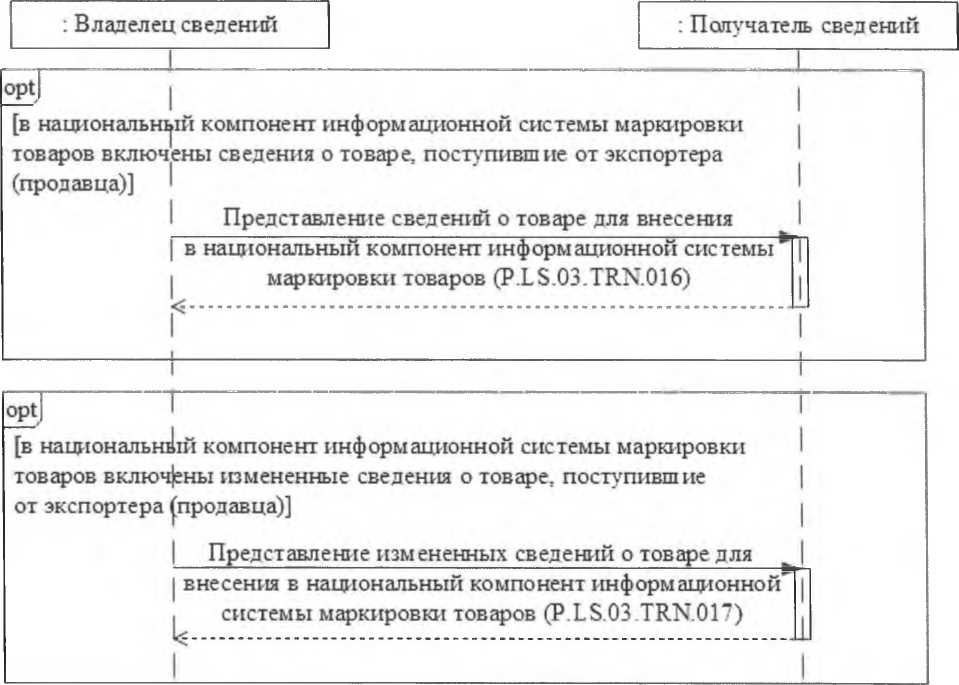 : Владелец сведений
: Получатель сведений
opt
[в национальный компонент информационной системы маркировки
товаров включены сведения о товаре, поступившие от экспортера
(продавца)]
Представление сведений о товаре для внесения
в национальный компонент информационной системы
маркировки товаров (P.LS.03.TRN.016)
opt
[в национальный компонент информационной системы маркировки
товаров включены измененные сведения о товаре, поступившие
от экспортера (продавца)]
Представление измененных сведений о товаре для
внесения в национальный компонент информационной
системы маркировки товаров (P.LS.03.TRN.017)